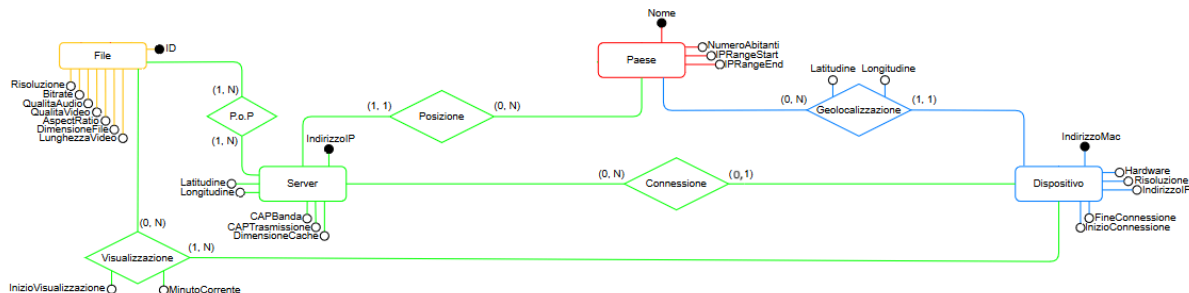 Nome
File
ID
NumeroAbitanti
IPRangeStart
IPRangeEnd
Paese
Latitudine
Longitudine
Risoluzione
Bitrate
QualitaAudio
QualitaVideo
AspectRatio
DimensioneFile
LunghezzaVideo
(1, N)
P.o.P
(1, N)
(1, 1)
Posizione
(0, N)
(0, N)
Geolocalizzazione
(1, 1)
IndirizzoIP
IndirizzoMac
Latitudine
Longitudine
Server
(0, N)
Connessione
(0,1)
Dispositivo
Hardware
Risoluzione
IndirizzoIP
CAPBanda
CAPTrasmissione
DimensioneCache
FineConnessione
InizioConnessione
(0, N)
(1, N)
Visualizzazione
InizioVisualizzazione
MinutoCorrente